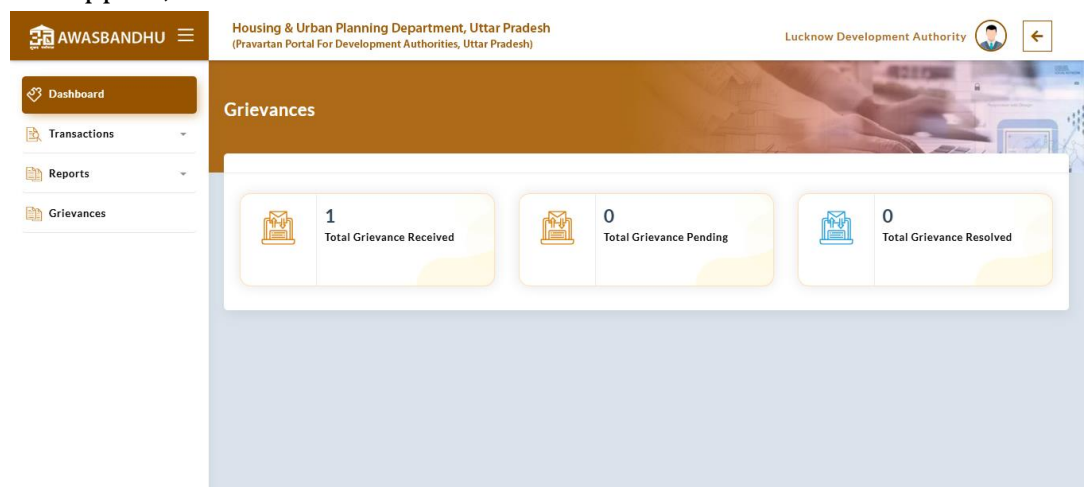 AWASBANDHU
Housing & Urban Planning Department, Uttar Pradesh
(Pravartan Portal For Development Authorities, Uttar Pradesh)
Lucknow Development Authority
Dashboard
Transactions
Reports
Grievances
Grievances
1
Total Grievance Received
0
Total Grievance Pending
0
Total Grievance Resolved